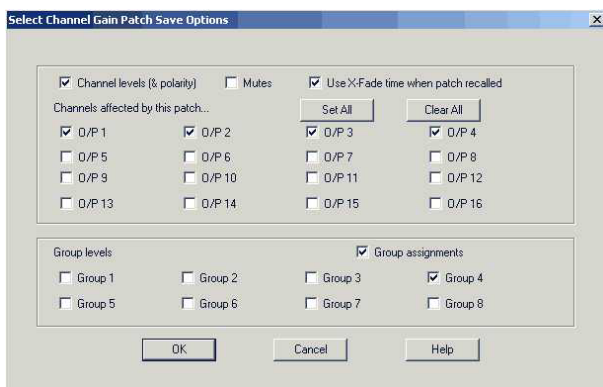 Select Channel Gain Patch Save Options
Channel levels (& polarity) Mutes Use X-Fade time when patch recalled
Channels affected by this patch... Set All Clear All
O/P 1 O/P 2 O/P 3 O/P 4
O/P 5 O/P 6 O/P 7 O/P 8
O/P 9 O/P 10 O/P 11 O/P 12
O/P 13 O/P 14 O/P 15 O/P 16
Group levels Group assignments
Group 1 Group 2 Group 3 Group 4
Group 5 Group 6 Group 7 Group 8
OK Cancel Help